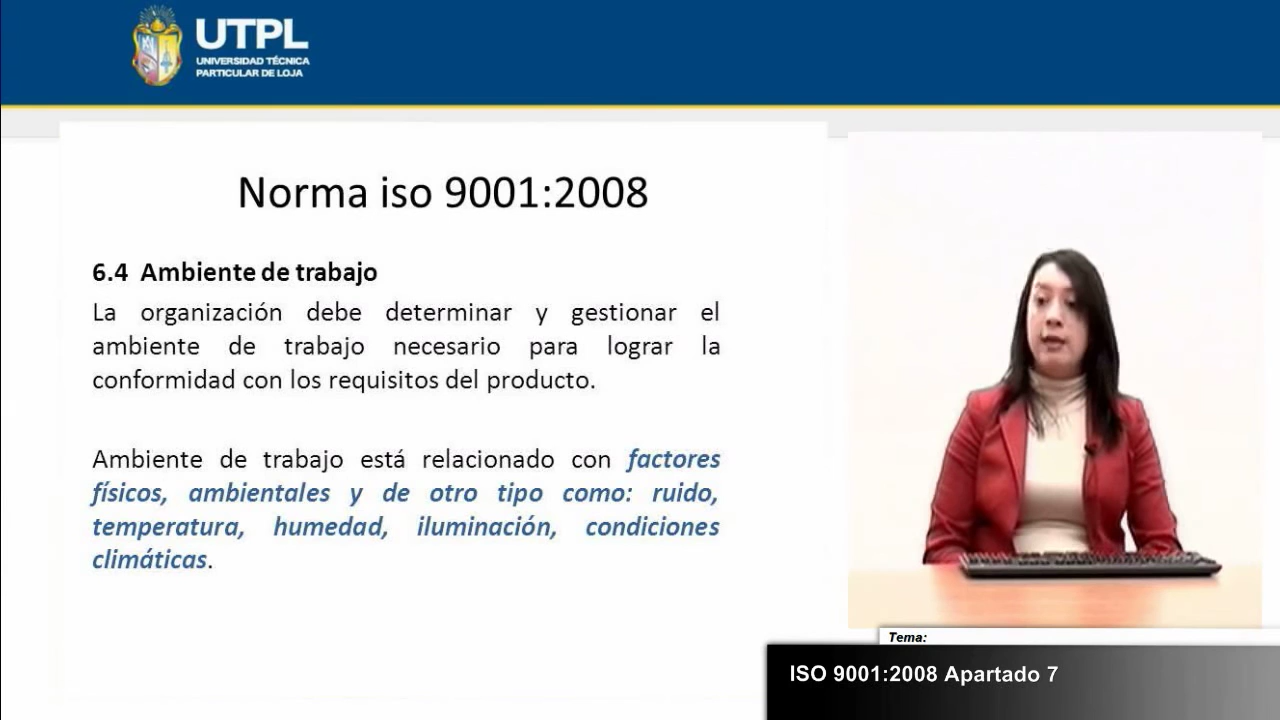 UTPL
UNIVERSIDAD TÉCNICA
PARTICULAR DE LOJA
Norma iso 9001:2008
6.4 Ambiente de trabajo
La organización debe determinar y gestionar el
ambiente de trabajo necesario para lograr la
conformidad con los requisitos del producto.
Ambiente de trabajo está relacionado con factores
físicos, ambientales y de otro tipo como: ruido,
temperatura, humedad, iluminación, condiciones
climáticas.
Tema:
ISO 9001:2008 Apartado 7